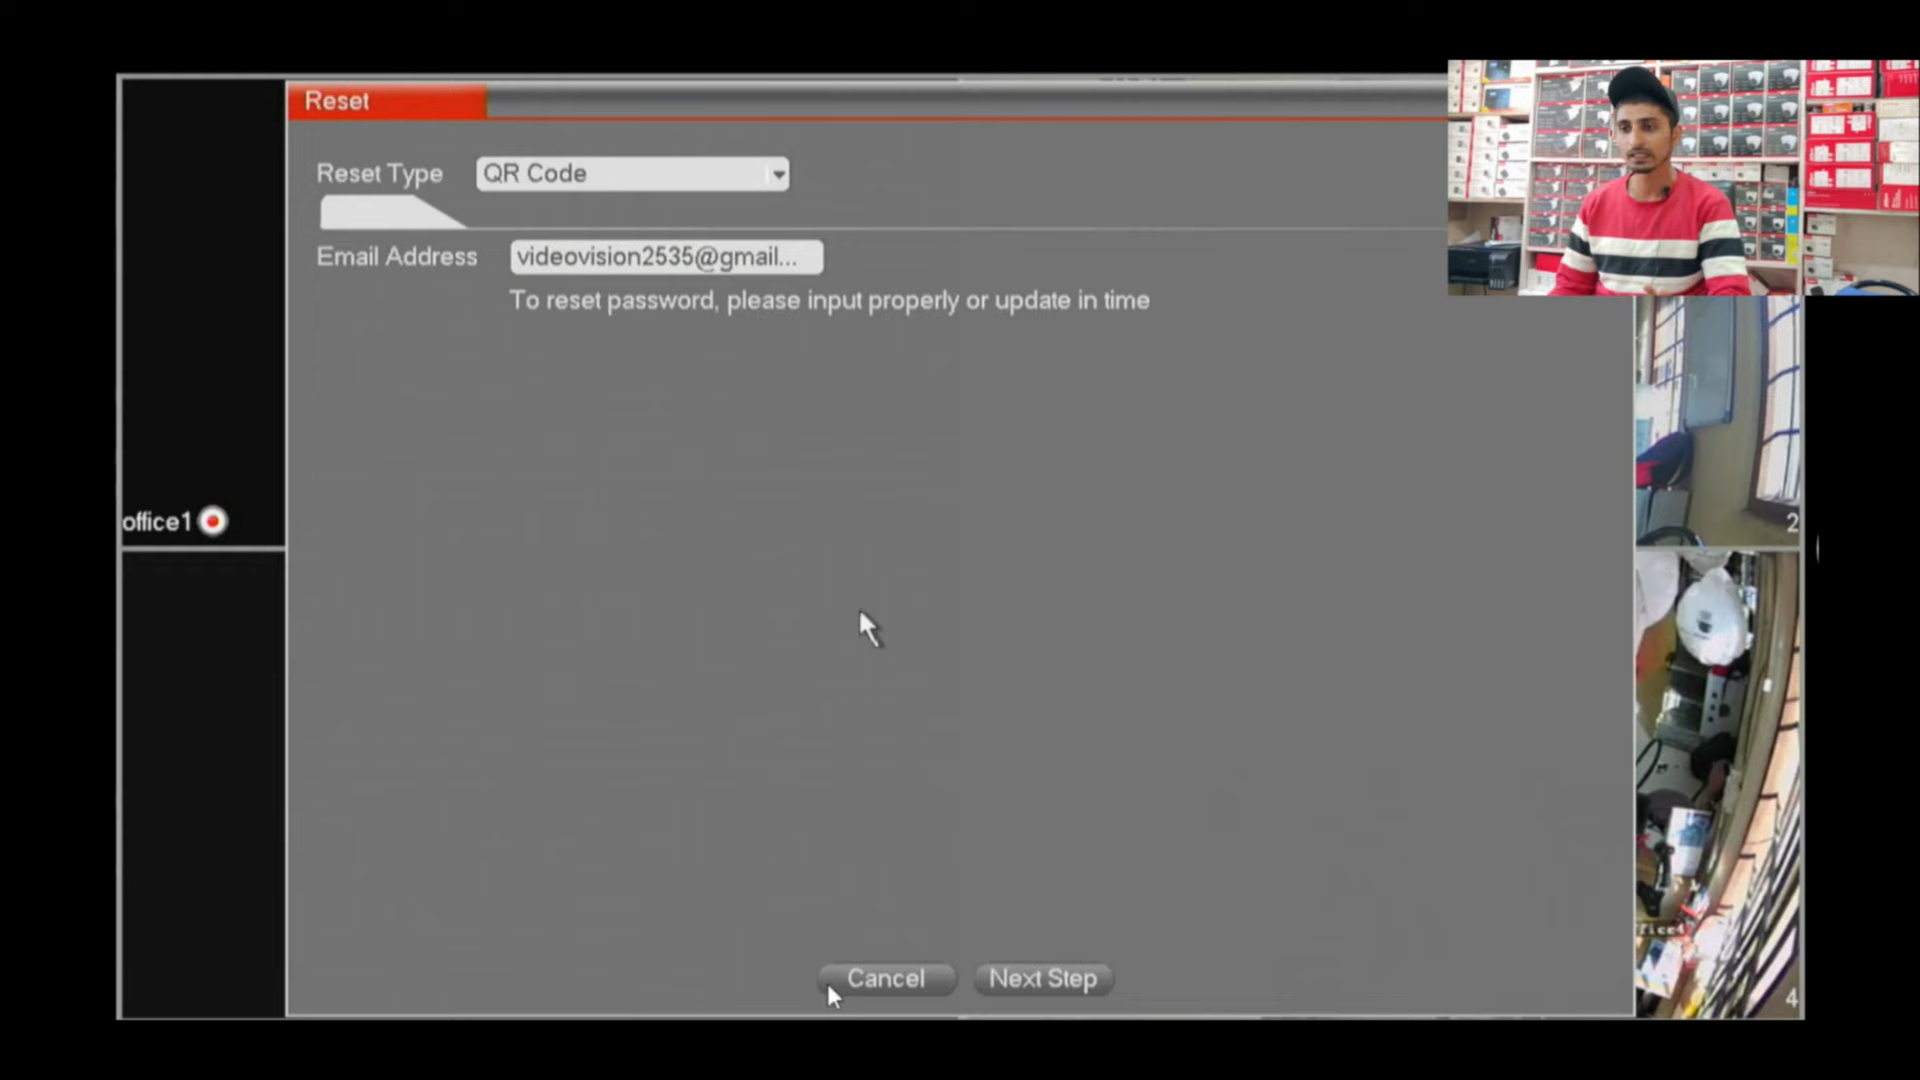 Reset
Reset Type
QR Code
Email Address
videovision2535@gmail...
To reset password, please input properly or update in time
office1
2
4
Cancel
Next Step